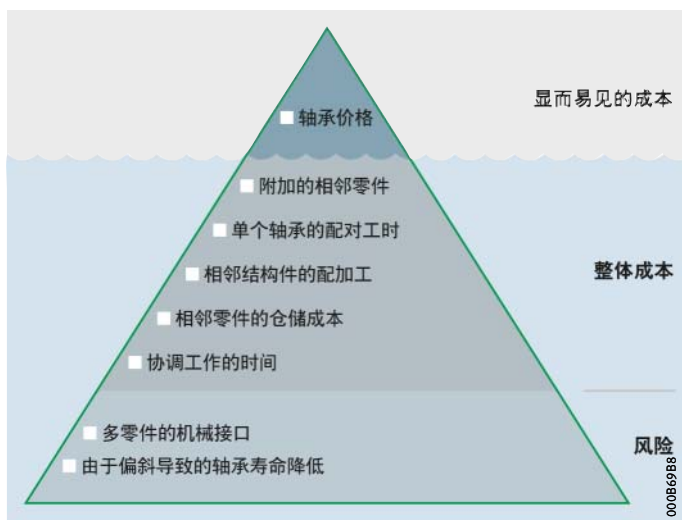 显而易见的成本
轴承价格
附加的相邻零件
单个轴承的配对工时
相邻结构件的配加工
整体成本
相邻零件的仓储成本
协调工作的时间
多零件的机械接口
风险
由于偏斜导致的轴承寿命降低
000B69B8